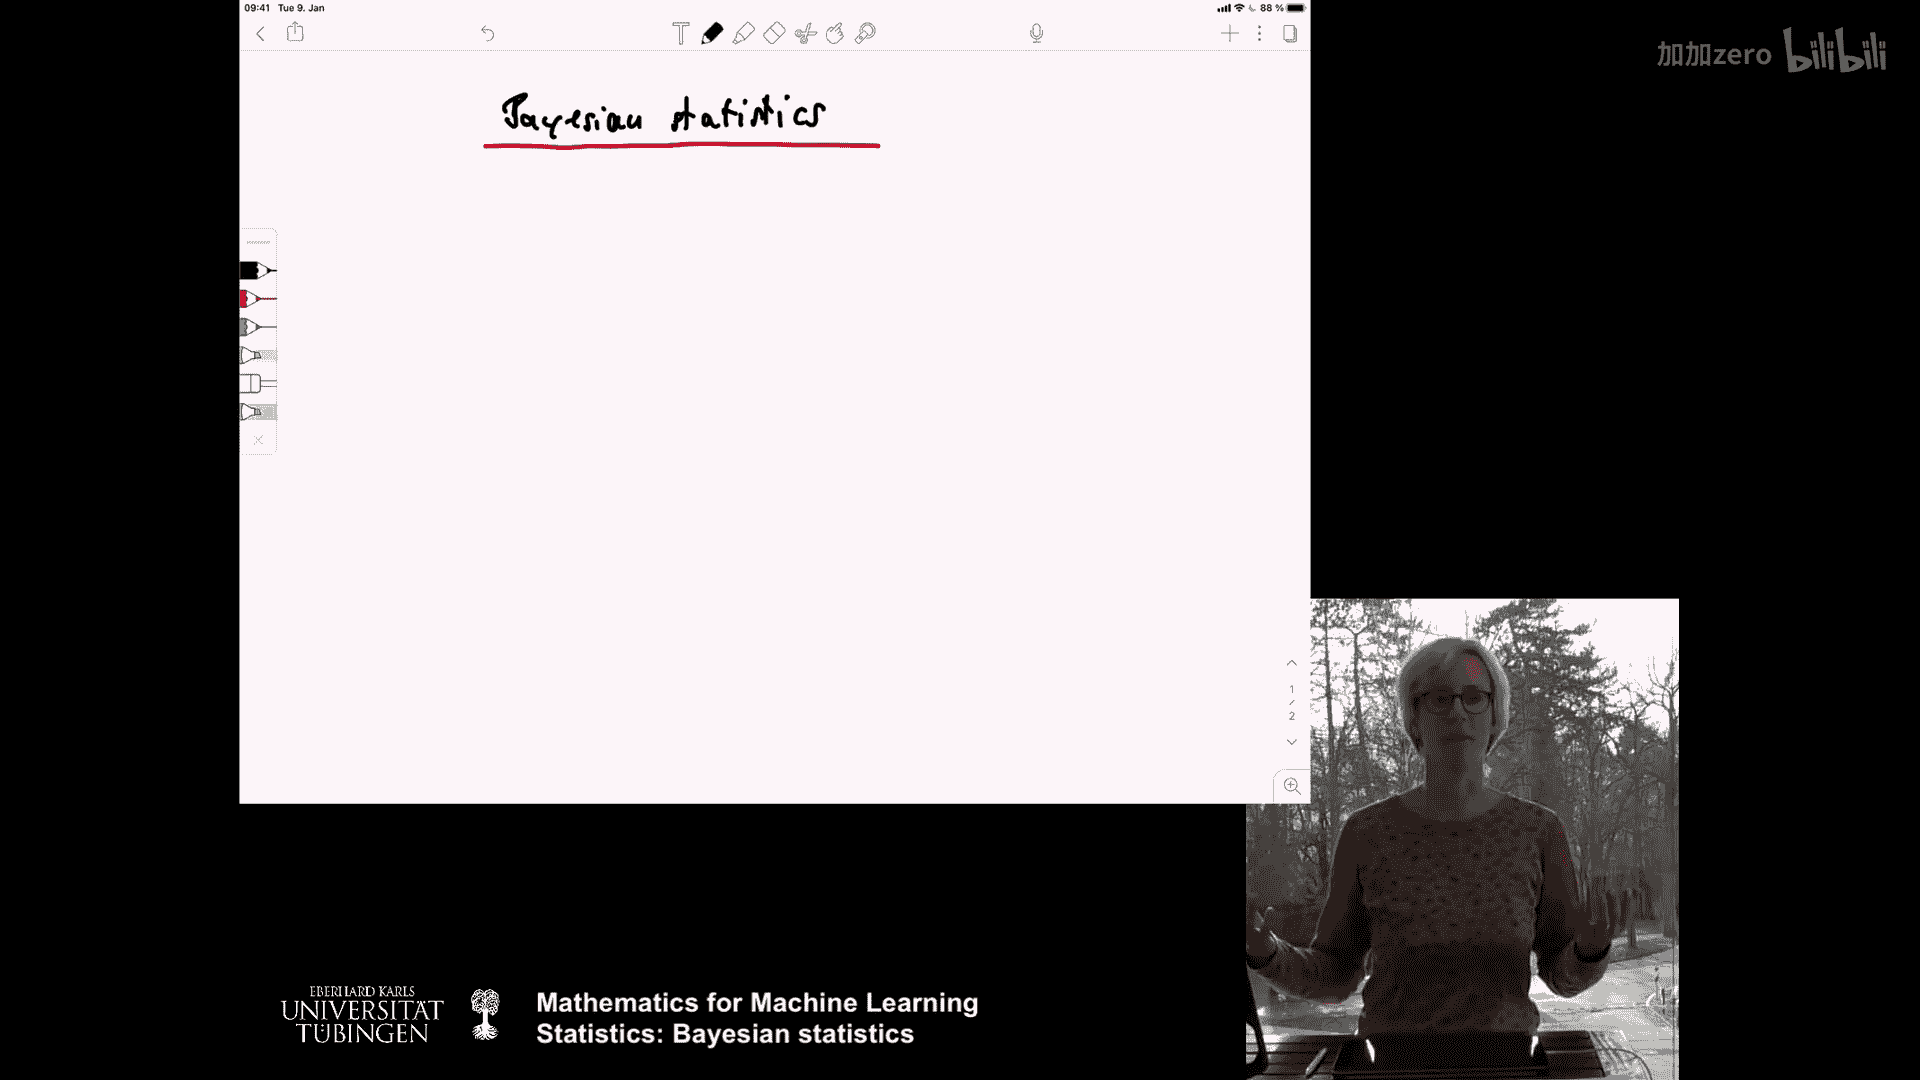 09:41 Tue 9. Jan
88 %
加加zero bilibili
T
Bayesian statistics
1
/
2
EBERHARD KARLS
UNIVERSITÄT
TÜBINGEN
Mathematics for Machine Learning
Statistics: Bayesian statistics